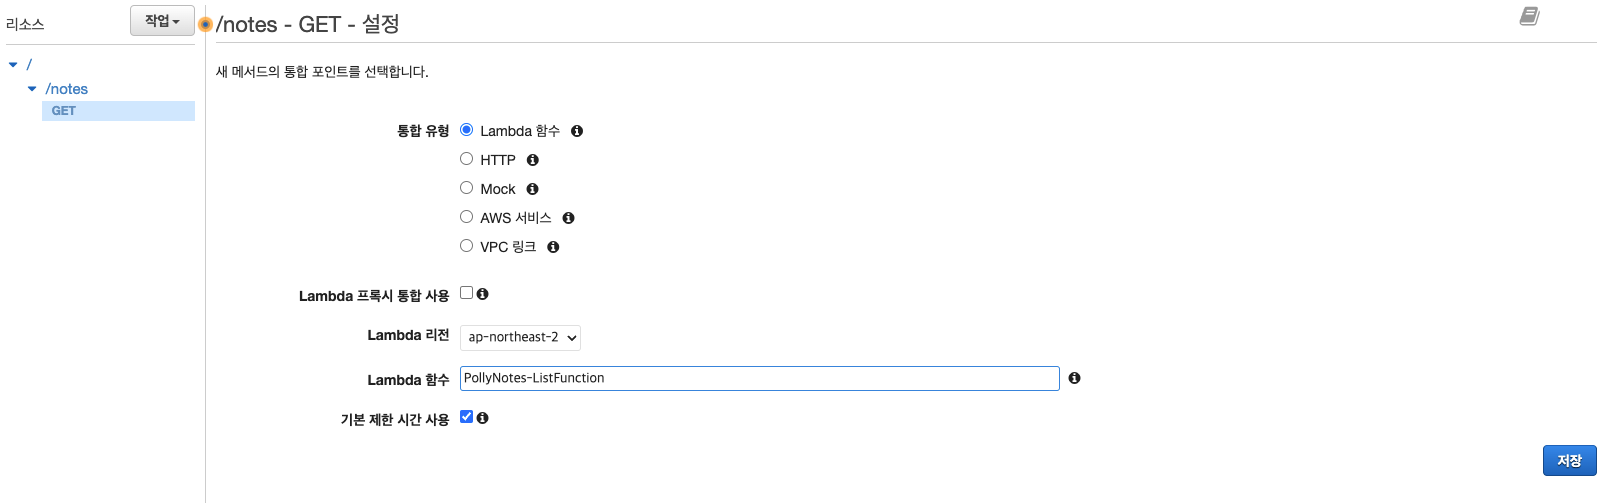 리소스
작업
/
/notes
GET
/notes - GET - 설정
새 메서드의 통합 포인트를 선택합니다.
통합 유형
Lambda 함수
HTTP
Mock
AWS 서비스
VPC 링크
Lambda 프록시 통합 사용
Lambda 리전
ap-northeast-2
Lambda 함수
PollyNotes-ListFunction
기본 제한 시간 사용
저장